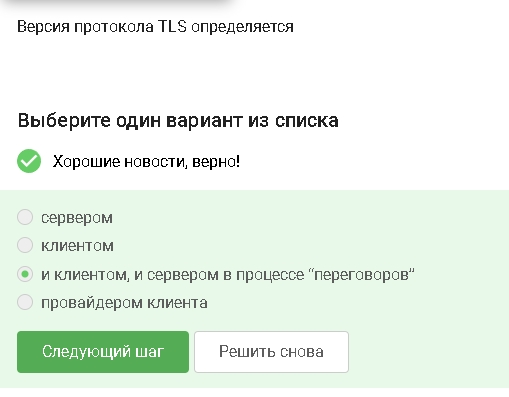 Версия протокола TLS определяется
Выберите один вариант из списка
Хорошие новости, верно!
сервером
клиентом
и клиентом, и сервером в процессе “переговоров”
провайдером клиента
Следующий шаг
Решить снова